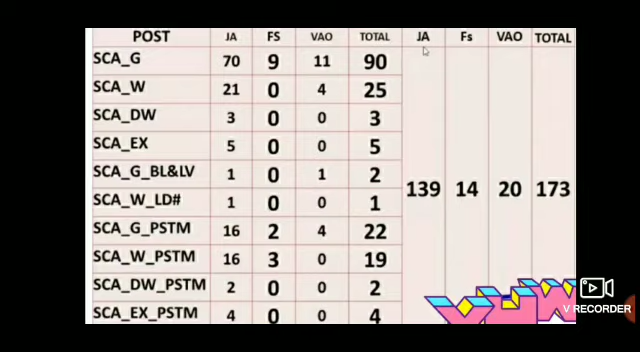 POST JA FS VAO TOTAL JA Fs VAO TOTAL
SCA_G 70 9 11 90
SCA_W 21 0 4 25
SCA_DW 3 0 0 3
SCA_EX 5 0 0 5
SCA_G_BL&LV 1 0 1 2
139 14 20 173
SCA_W_LD# 1 0 0 1
SCA_G_PSTM 16 2 4 22
SCA_W_PSTM 16 3 0 19
SCA_DW_PSTM 2 0 0 2
SCA_EX_PSTM 4 0 0 4
V RECORDER